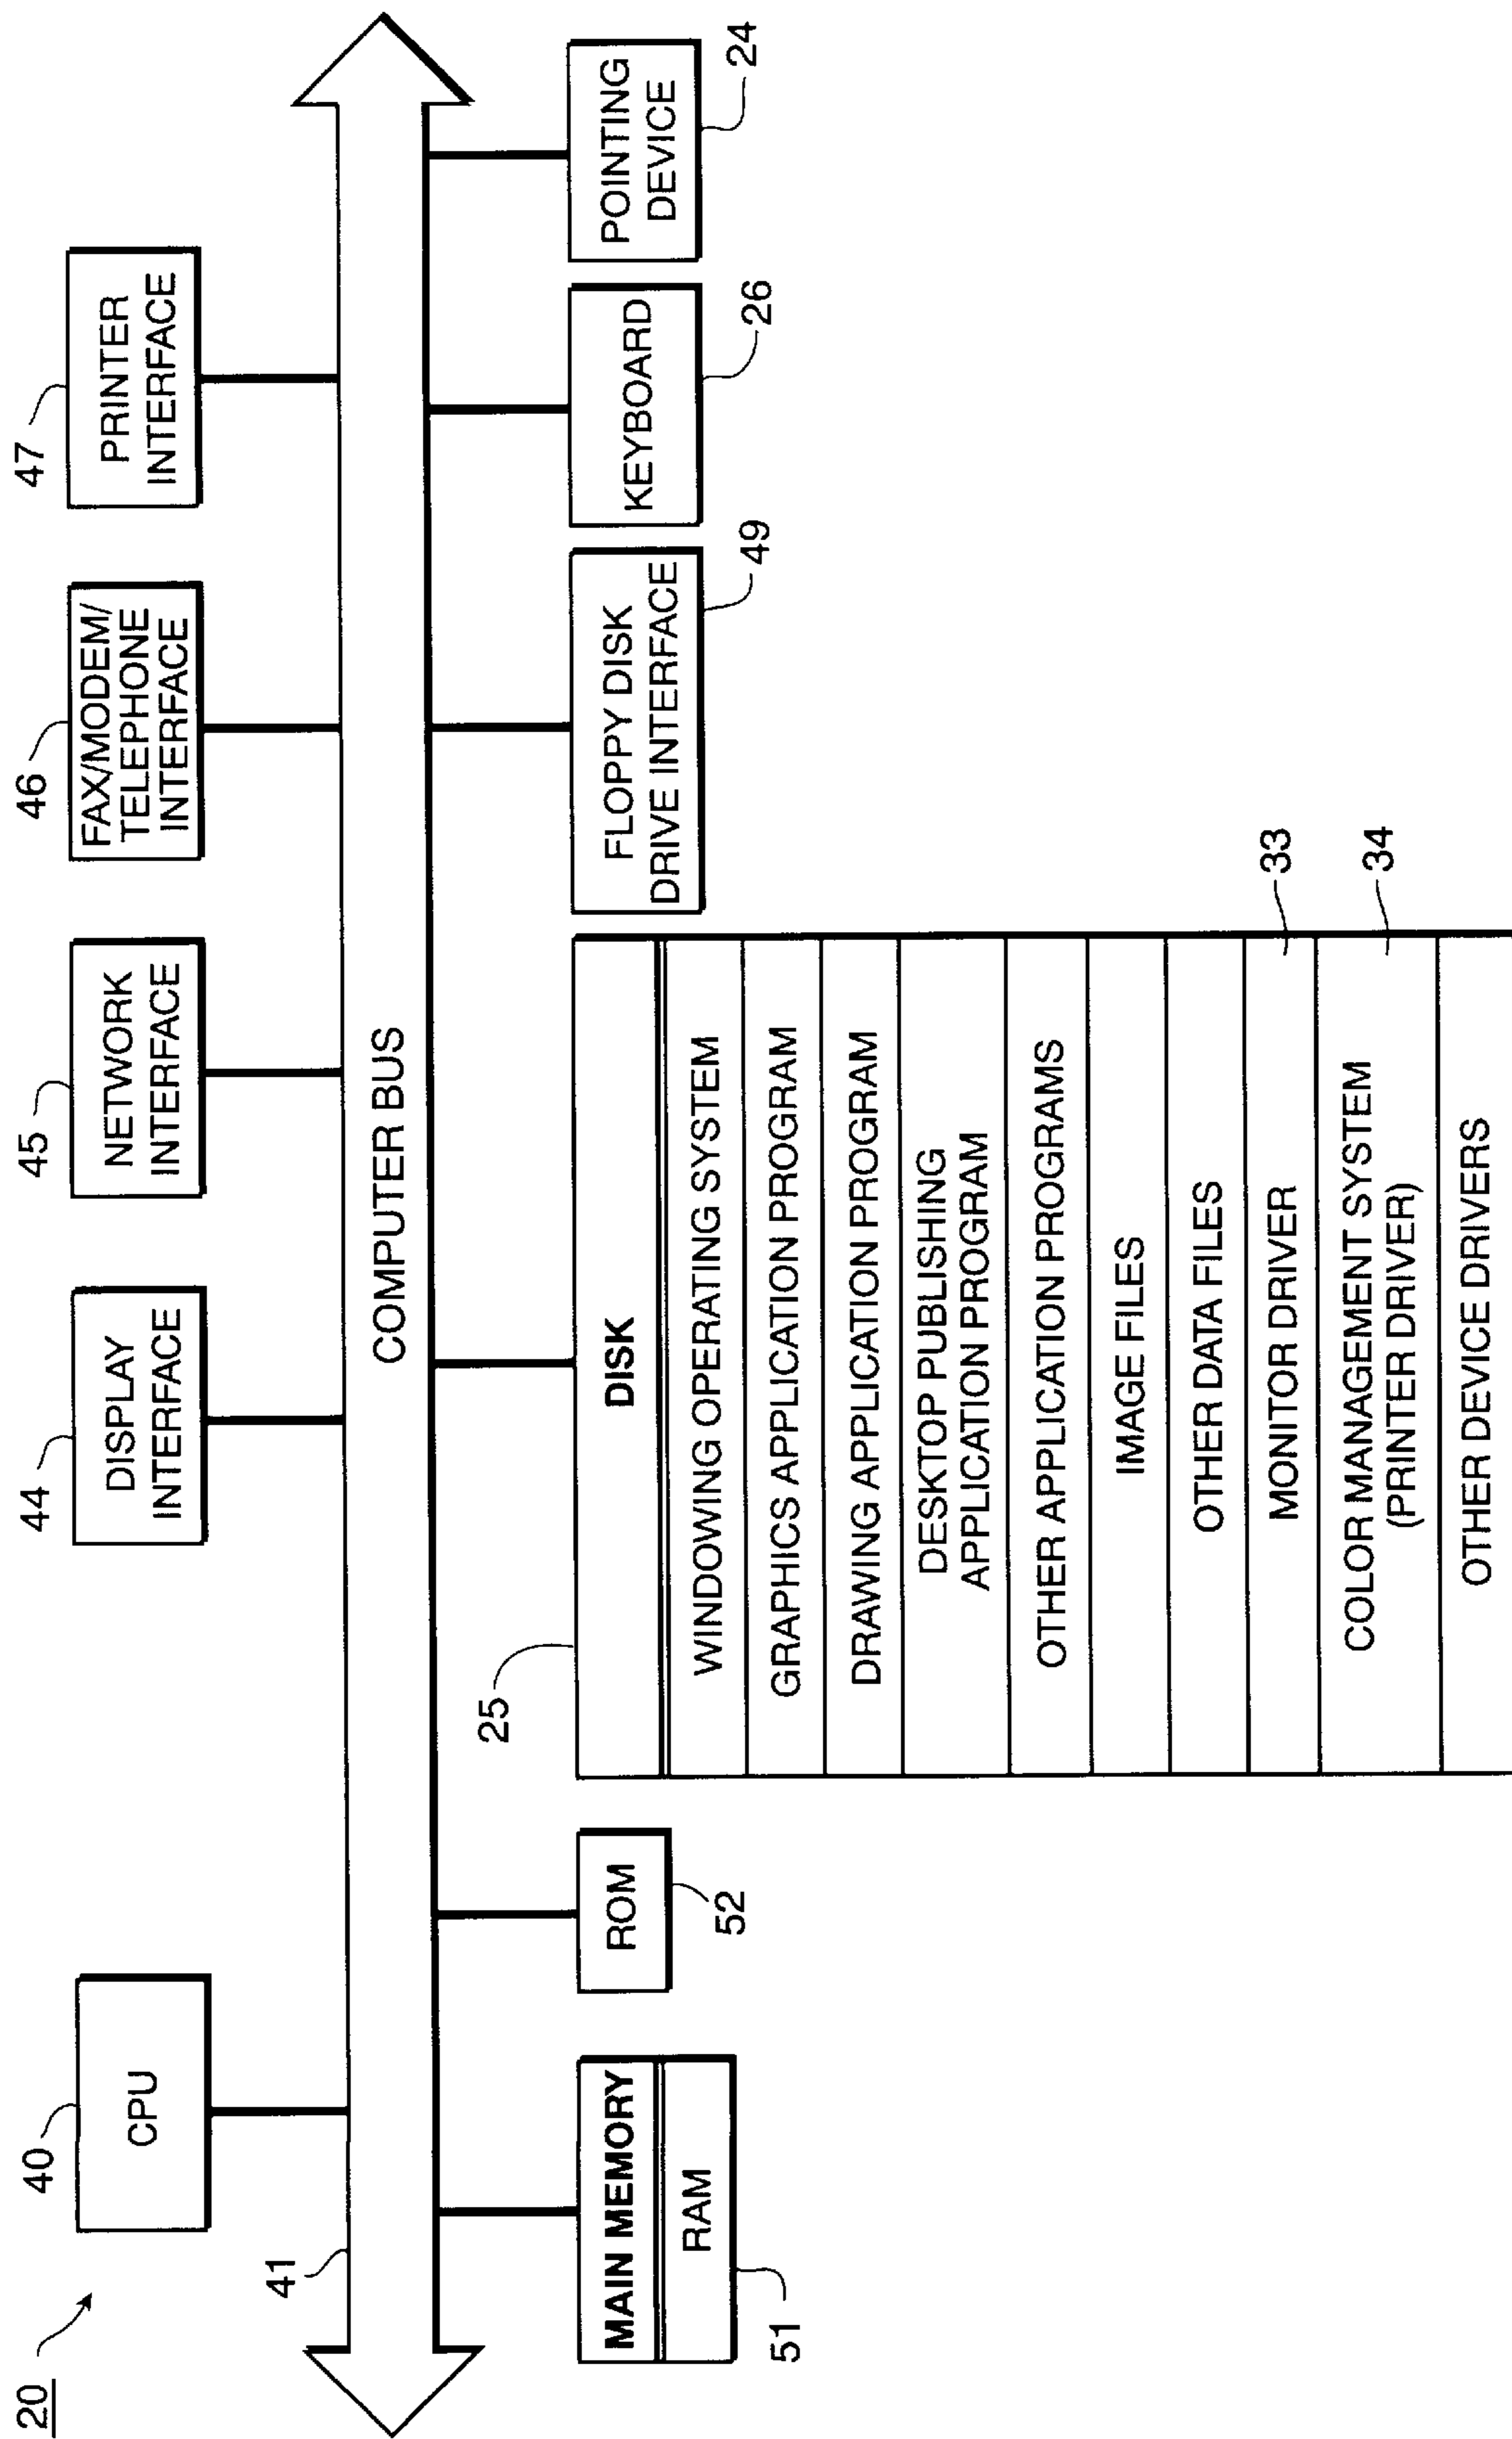 20
40
CPU
44
DISPLAY
INTERFACE
45
NETWORK
INTERFACE
46
FAX/MODEM/
TELEPHONE
INTERFACE
47
PRINTER
INTERFACE
41
COMPUTER BUS
MAIN MEMORY
RAM
51
ROM
52
25
DISK
WINDOWING OPERATING SYSTEM
GRAPHICS APPLICATION PROGRAM
DRAWING APPLICATION PROGRAM
DESKTOP PUBLISHING
APPLICATION PROGRAM
OTHER APPLICATION PROGRAMS
IMAGE FILES
OTHER DATA FILES
MONITOR DRIVER
33
COLOR MANAGEMENT SYSTEM
(PRINTER DRIVER)
34
OTHER DEVICE DRIVERS
FLOPPY DISK
DRIVE INTERFACE
49
KEYBOARD
26
POINTING
DEVICE
24